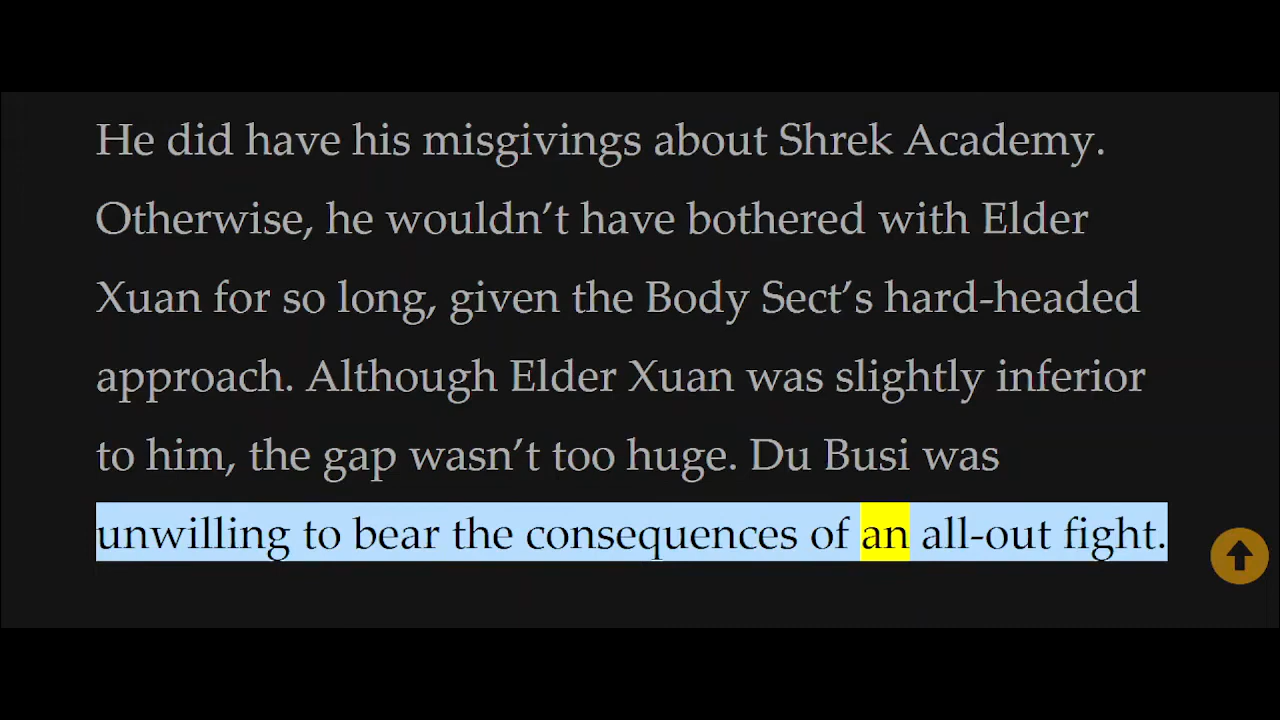 He did have his misgivings about Shrek Academy.
Otherwise, he wouldn’t have bothered with Elder
Xuan for so long, given the Body Sect’s hard-headed
approach. Although Elder Xuan was slightly inferior
to him, the gap wasn’t too huge. Du Busi was
unwilling to bear the consequences of an all-out fight.